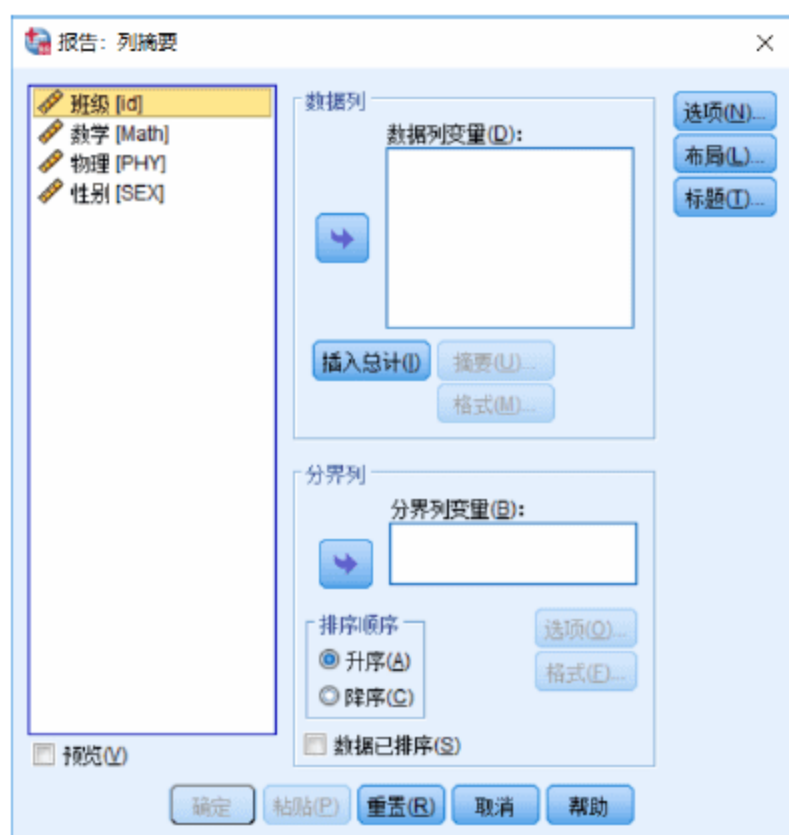 报告：列摘要
班级 [id]
数学 [Math]
物理 [PHY]
性别 [SEX]
预览(V)
数据列
数据列变量(D)：
插入总计(I)
摘要(U)...
格式(M)...
分界列
分界列变量(B)：
排序顺序
升序(A)
降序(C)
选项(O)...
格式(F)...
数据已排序(S)
选项(N)...
布局(L)...
标题(T)...
确定
粘贴(P)
重置(R)
取消
帮助